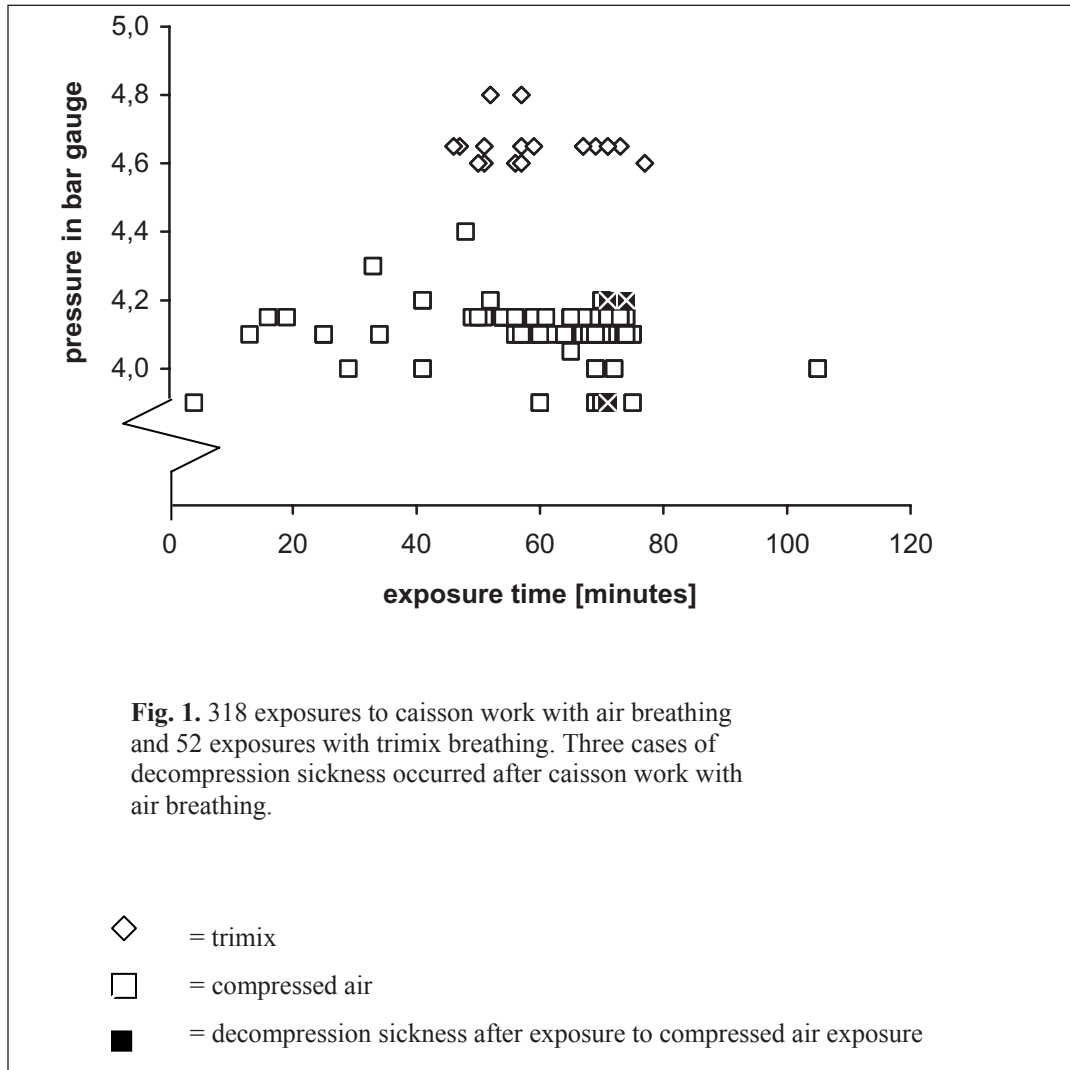 5,0
4,8
4,6
4,4
4,2
4,0
pressure in bar gauge
0 20 40 60 80 100 120
exposure time [minutes]
Fig. 1. 318 exposures to caisson work with air breathing
and 52 exposures with trimix breathing. Three cases of
decompression sickness occurred after caisson work with
air breathing.
= trimix
= compressed air
= decompression sickness after exposure to compressed air exposure